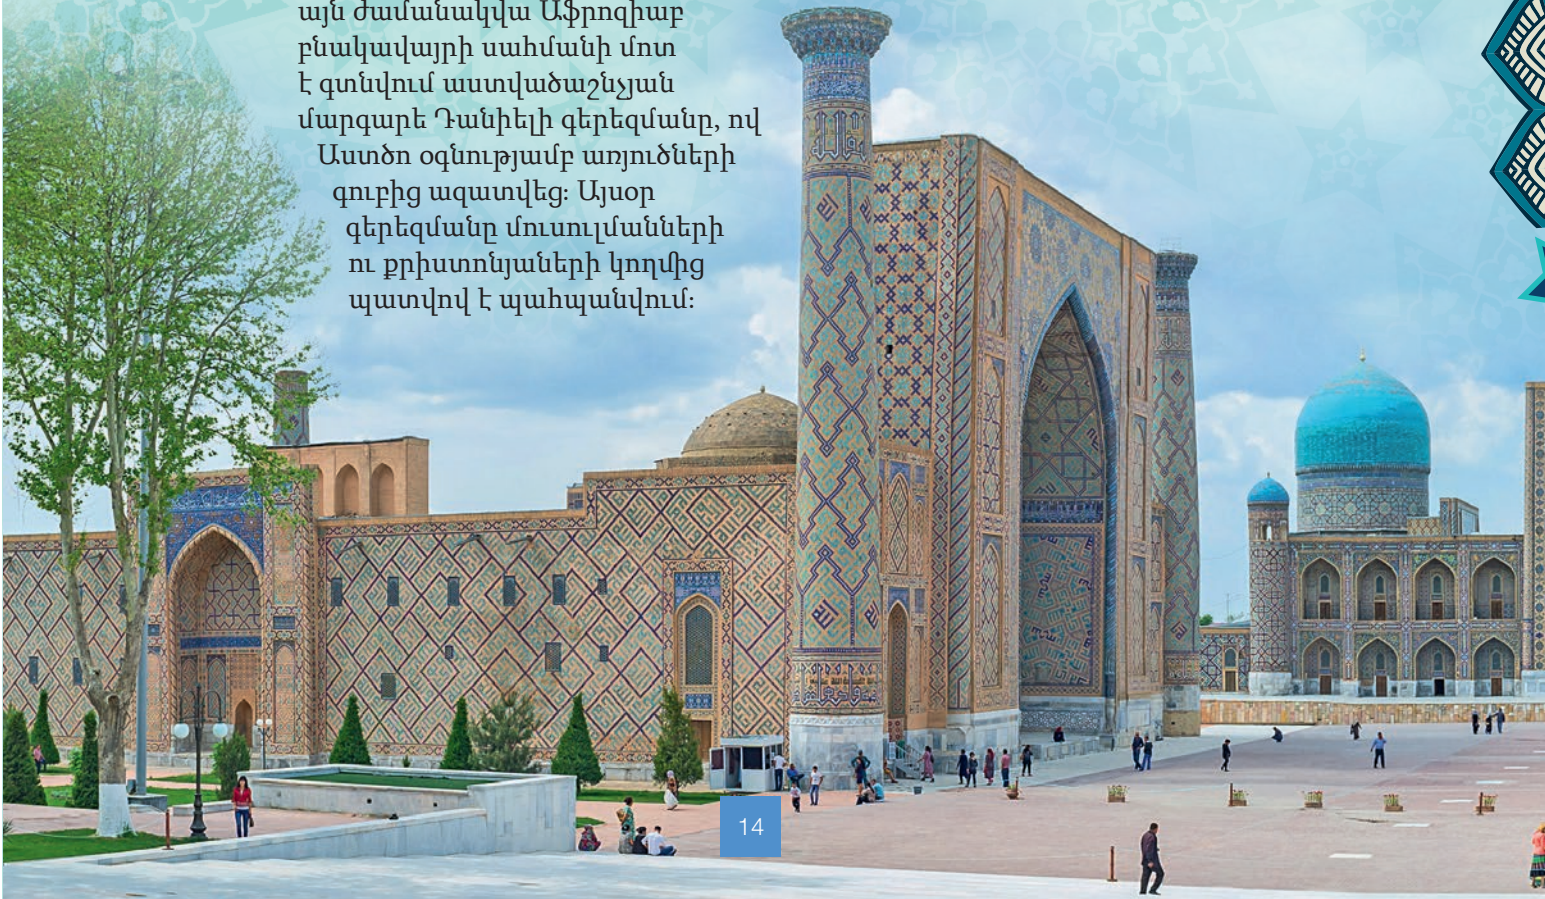 այն ժամանակվա Աֆրոզիաբ
բնակավայրի սահմանի մոտ
է գտնվում աստվածաշնչյան
մարգարե Դանիելի գերեզմանը, ով
Աստծո օգնությամբ առյուծների
գուբից ազատվեց։ Այսօր
գերեզմանը մուսուլմանների
ու քրիստոնյաների կողմից
պատվով է պահպանվում։
14